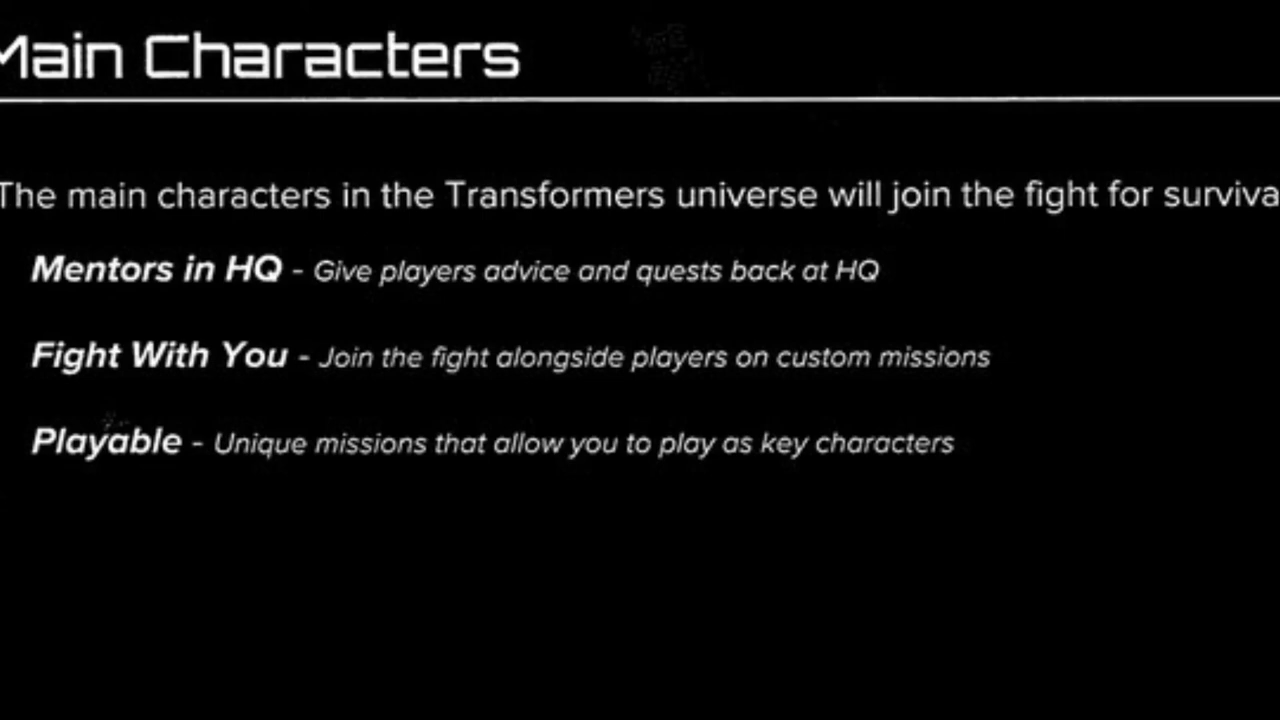 Main Characters
The main characters in the Transformers universe will join the fight for surviva
Mentors in HQ - Give players advice and quests back at HQ
Fight With You - Join the fight alongside players on custom missions
Playable - Unique missions that allow you to play as key characters